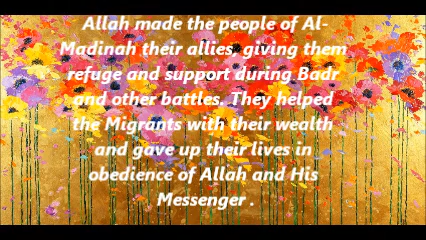 Allah made the people of Al-
Madinah their allies, giving them
refuge and support during Badr
and other battles. They helped
the Migrants with their wealth
and gave up their lives in
obedience of Allah and His
Messenger .